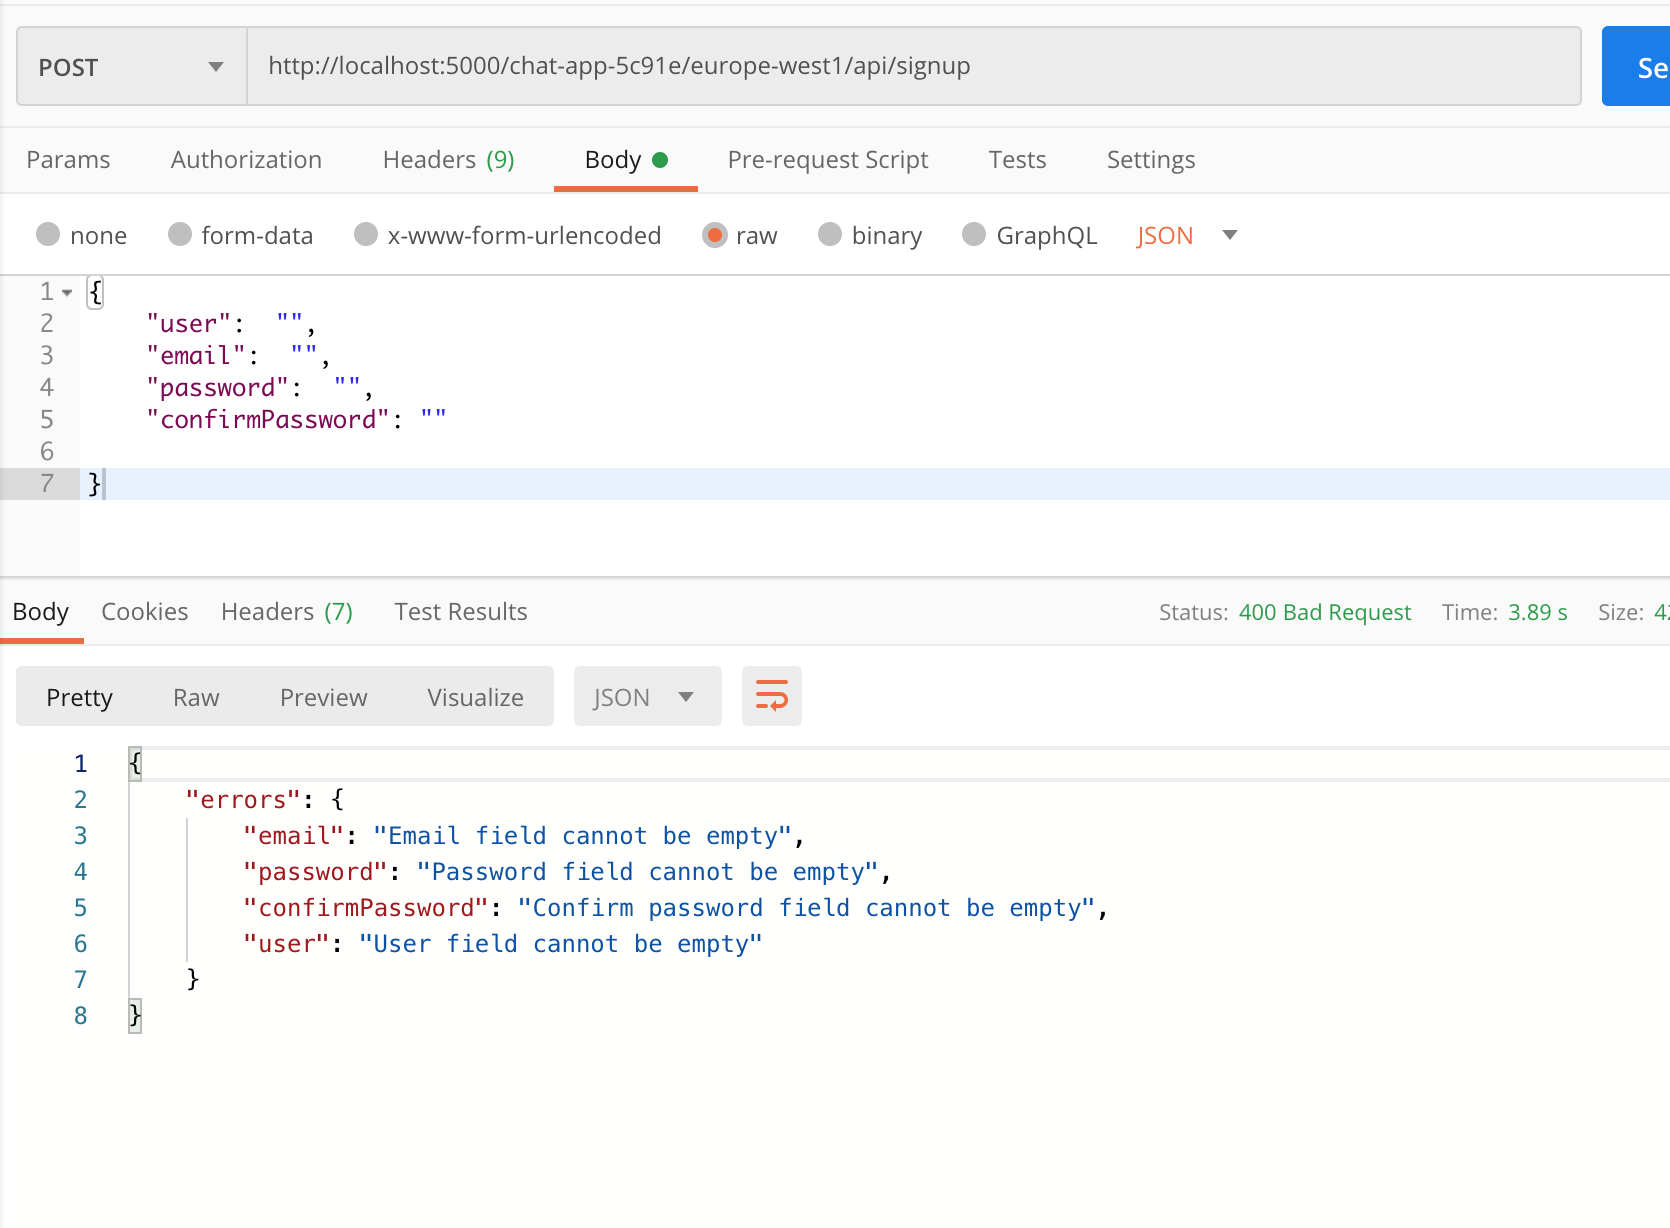 POST http://localhost:5000/chat-app-5c91e/europe-west1/api/signup
Params Authorization Headers (9) Body Pre-request Script Tests Settings
none form-data x-www-form-urlencoded raw binary GraphQL JSON
1 {
2 "user": "",
3 "email": "",
4 "password": "",
5 "confirmPassword": ""
6
7 }
Body Cookies Headers (7) Test Results Status: 400 Bad Request Time: 3.89 s Size:
Pretty Raw Preview Visualize JSON
1 {
2 "errors": {
3 "email": "Email field cannot be empty",
4 "password": "Password field cannot be empty",
5 "confirmPassword": "Confirm password field cannot be empty",
6 "user": "User field cannot be empty"
7 }
8 }